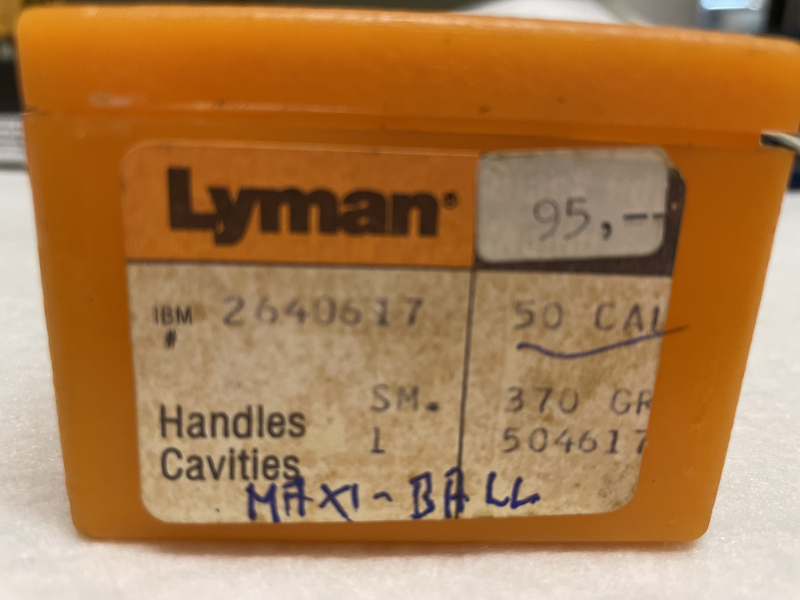 Lyman®
95,--
IBM # 2640617
50 CAL
Handles SM.
370 GR
Cavities 1
504617
MAXI-BALL